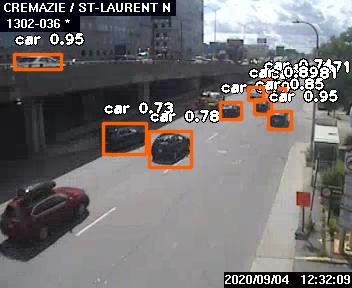 CREMAZIE / ST-LAURENT N
1302-036 *
car 0.95
car 0.73
car 0.78
car 0.95
2020/09/04 12:32:09